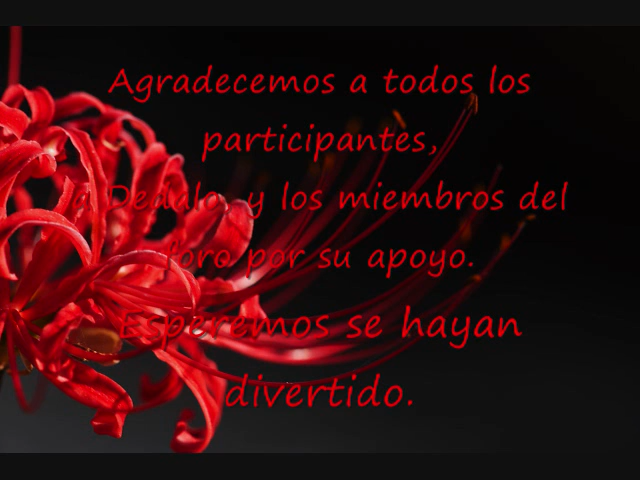 Agradecemos a todos los
participantes,
a Dedalo, y los miembros del
foro por su apoyo.
Esperemos se hayan
divertido.